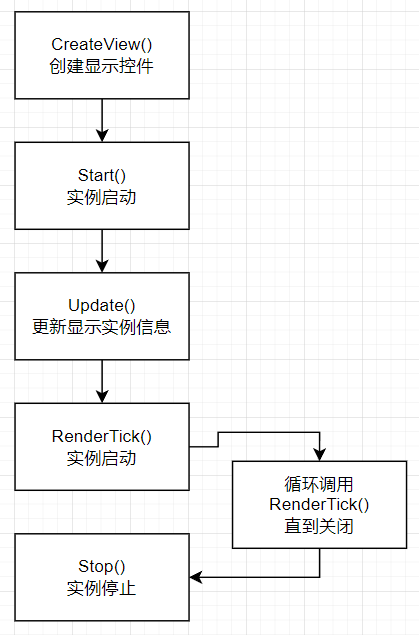 CreateView()
创建显示控件
Start()
实例启动
Update()
更新显示实例信息
RenderTick()
实例启动
循环调用
RenderTick()
直到关闭
Stop()
实例停止